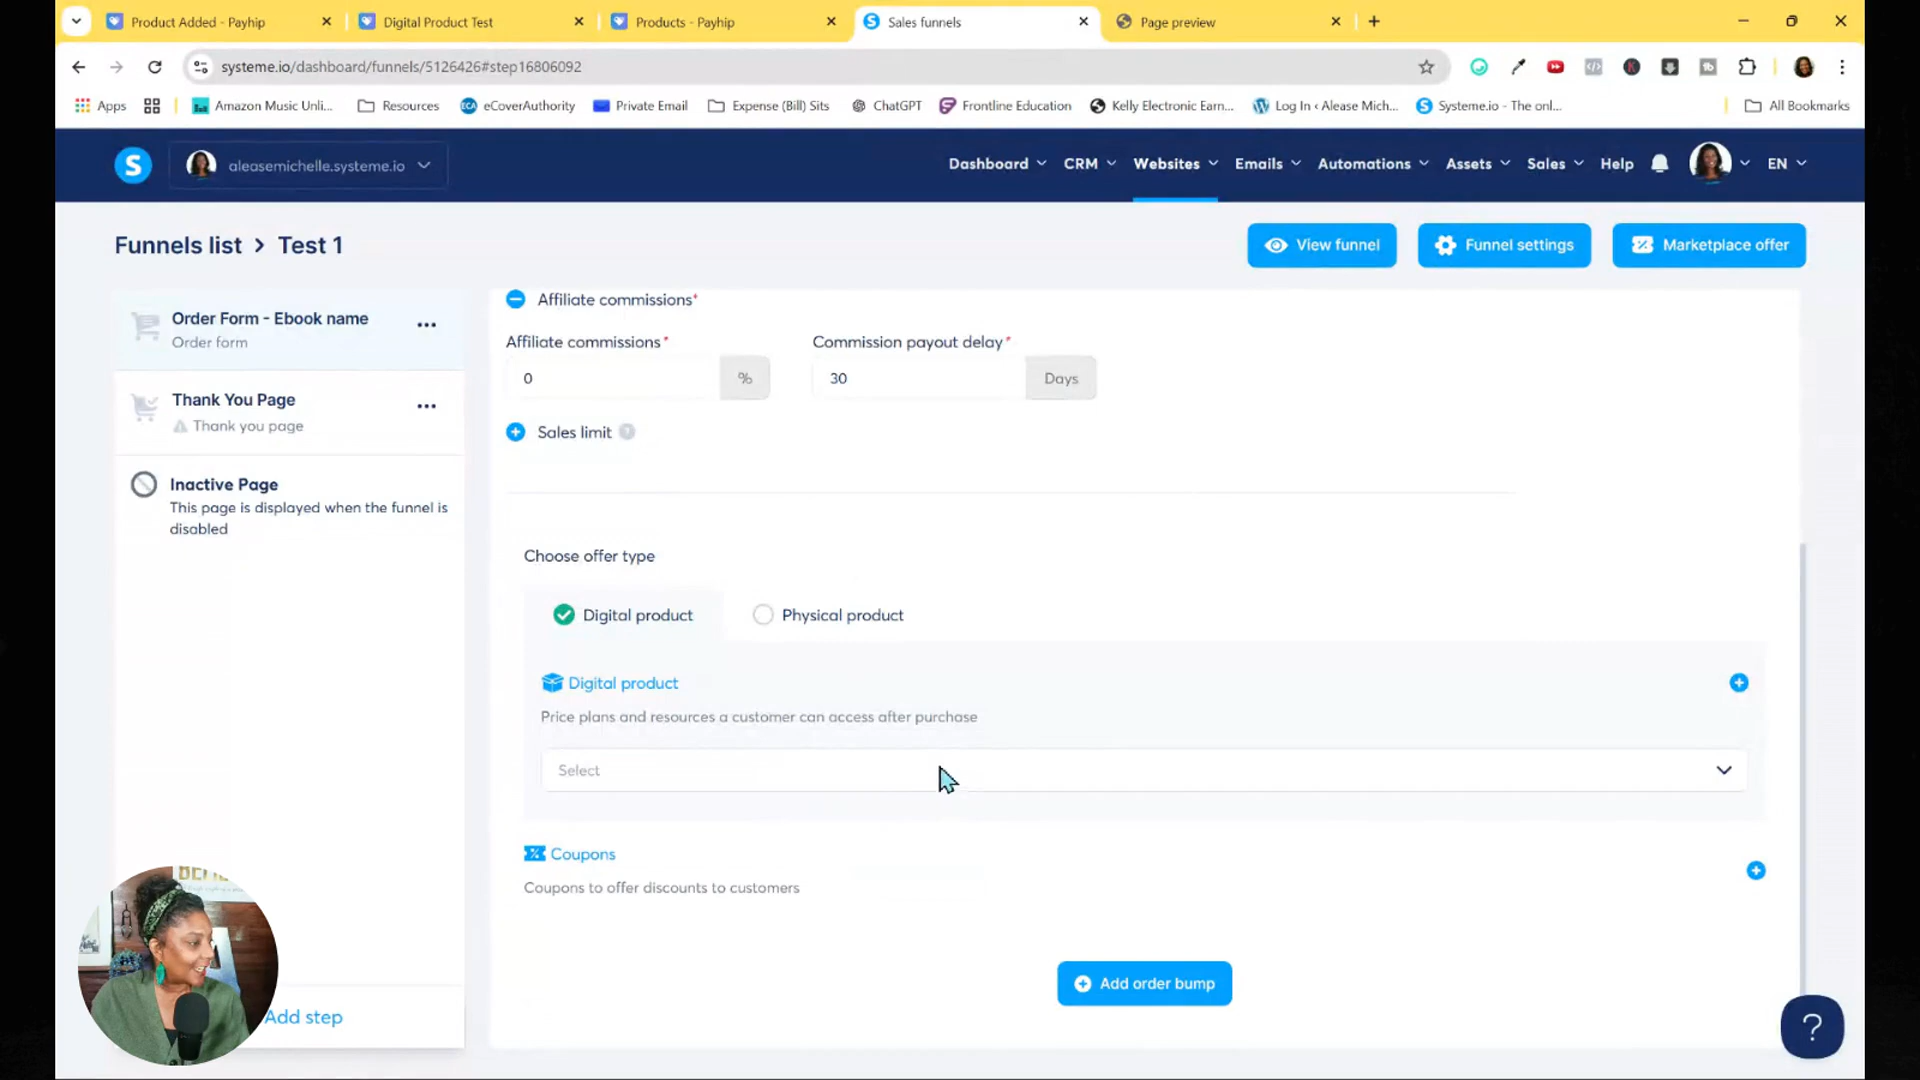 Product Added - Payhip
Digital Product Test
Products - Payhip
Sales funnels
Page preview
systeme.io/dashboard/funnels/5126426#step16806092
Apps
Amazon Music Unli...
Resources
eCoverAuthority
Private Email
Expense (Bill) Sits
ChatGPT
Frontline Education
Kelly Electronic Earn...
Log In ‹ Alease Mich...
Systeme.io - The onl...
All Bookmarks
S
aleasemichelle.systeme.io
Dashboard
CRM
Websites
Emails
Automations
Assets
Sales
Help
EN
Funnels list > Test 1
View funnel
Funnel settings
Marketplace offer
Order Form - Ebook name
Order form
Thank You Page
Thank you page
Inactive Page
This page is displayed when the funnel is
disabled
Add step
Affiliate commissions*
Affiliate commissions*
Commission payout delay*
0
%
30
Days
Sales limit
Choose offer type
Digital product
Physical product
Digital product
Price plans and resources a customer can access after purchase
Select
Coupons
Coupons to offer discounts to customers
Add order bump
?